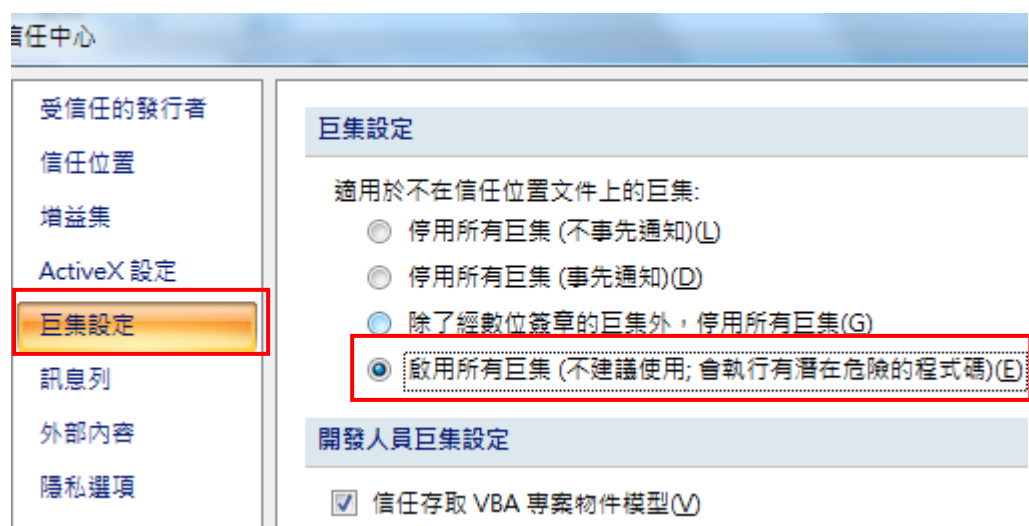 信任中心
受信任的發行者
信任位置
增益集
ActiveX 設定
巨集設定
訊息列
外部內容
隱私選項
巨集設定
適用於不在信任位置文件上的巨集:
停用所有巨集 (不事先通知)(L)
停用所有巨集 (事先通知)(D)
除了經數位簽章的巨集外，停用所有巨集(G)
啟用所有巨集 (不建議使用; 會執行有潛在危險的程式碼)(E)
開發人員巨集設定
信任存取 VBA 專案物件模型(V)